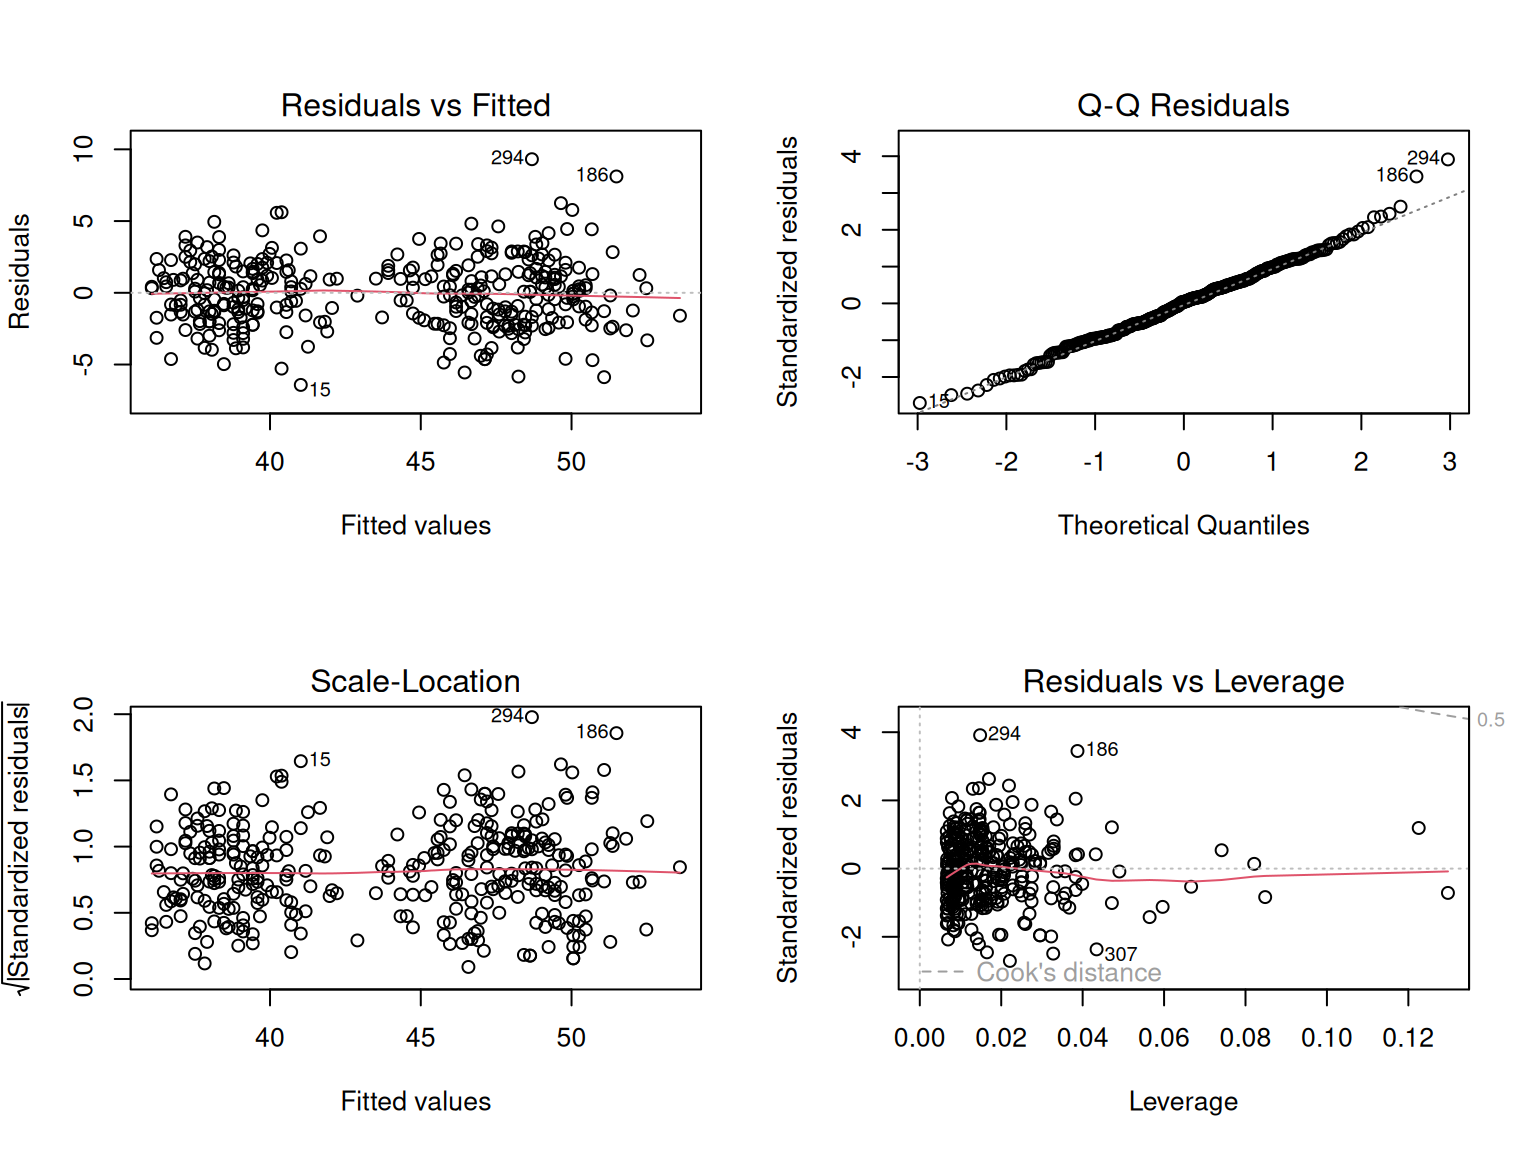 Residuals vs Fitted
Residuals
10
5
0
-5
294
186
15
40 45 50
Fitted values
Q-Q Residuals
Standardized residuals
4
2
0
-2
294
186
15
-3 -2 -1 0 1 2 3
Theoretical Quantiles
Scale-Location
√|Standardized residuals|
2.0
1.5
1.0
0.5
0.0
294
186
15
40 45 50
Fitted values
Residuals vs Leverage
Standardized residuals
4
2
0
-2
0.5
294
186
307
Cook's distance
0.00 0.02 0.04 0.06 0.08 0.10 0.12
Leverage